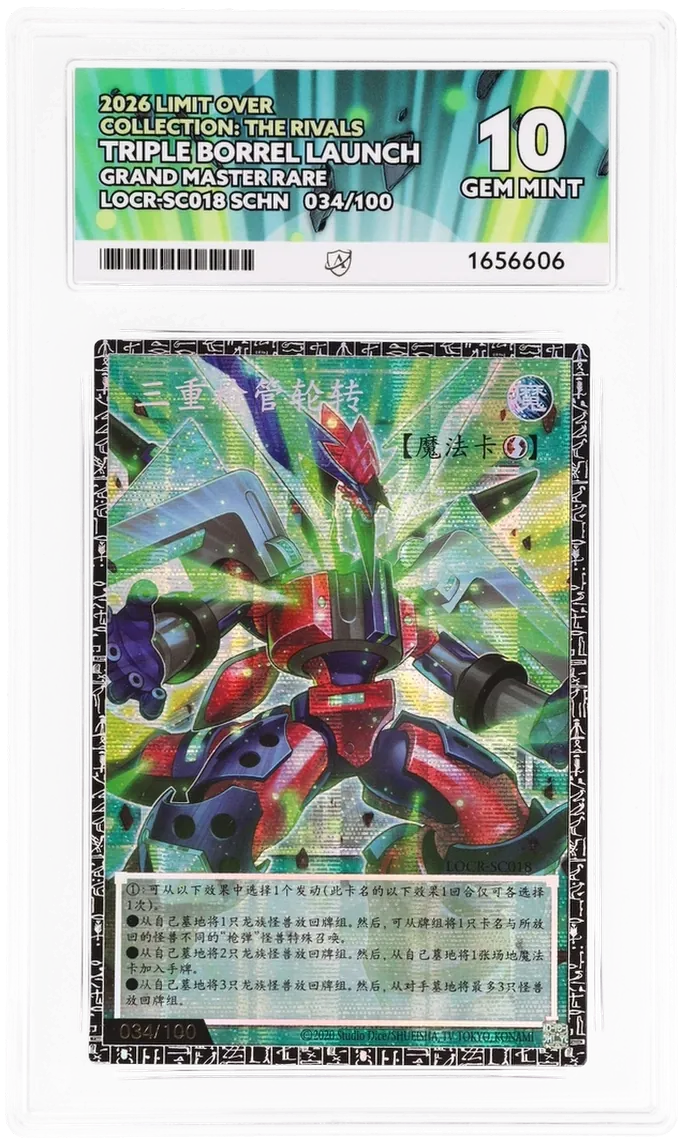 2026 LIMIT OVER
COLLECTION: THE RIVALS
TRIPLE BORREL LAUNCH
GRAND MASTER RARE
LOCR-SC018 SCHN 034/100
10
GEM MINT
1656606
三重 管轮转
魔
【魔法卡】
LOCR-SC018
①:可从以下效果中选择1个发动(此卡名的以下效果1回合仅可各选择
1次)。
●从自己墓地将1只龙族怪兽放回牌组。然后,可从牌组将1只卡名与所放
回的怪兽不同的"枪弹"怪兽特殊召唤。
●从自己墓地将2只龙族怪兽放回牌组。然后,从自己墓地将1张场地魔法
卡加入手牌。
●从自己墓地将3只龙族怪兽放回牌组。然后,从对手墓地将最多3只怪兽
放回牌组。
034/100
©2020 Studio Dice/SHUEISHA, TV TOKYO, KONAMI